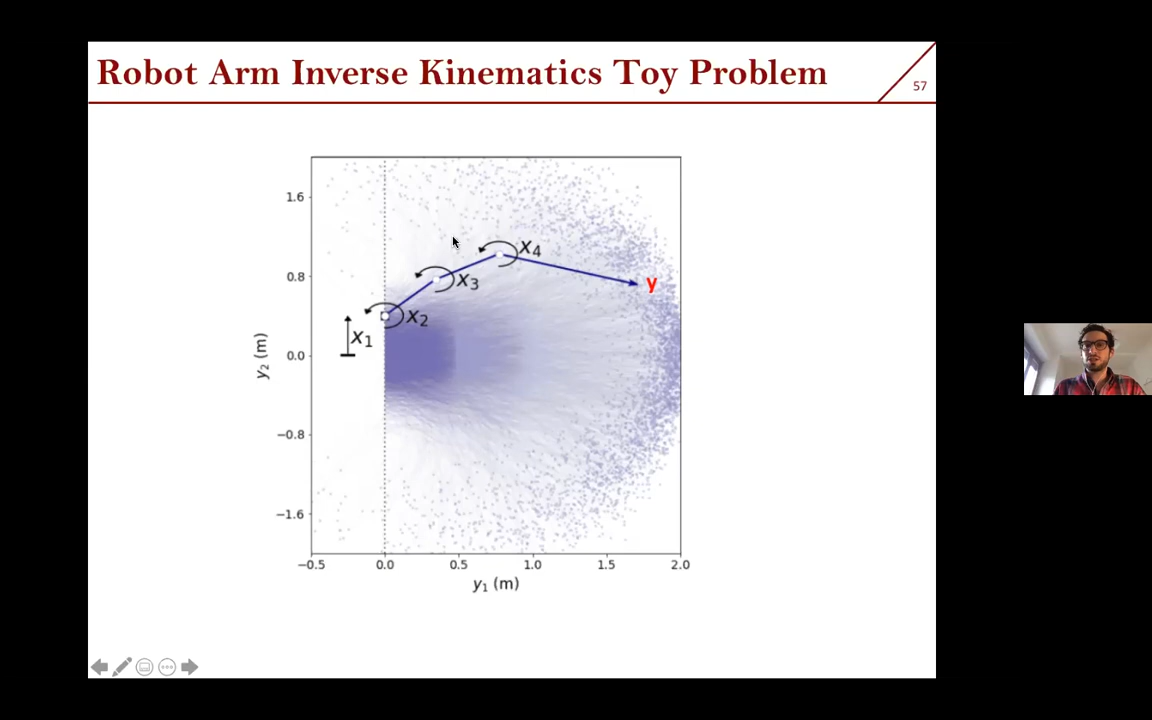 Robot Arm Inverse Kinematics Toy Problem
57
1.6
0.8
0.0
−0.8
−1.6
y₂ (m)
x₄
x₃
y
x₂
x₁
−0.5 0.0 0.5 1.0 1.5 2.0
y₁ (m)